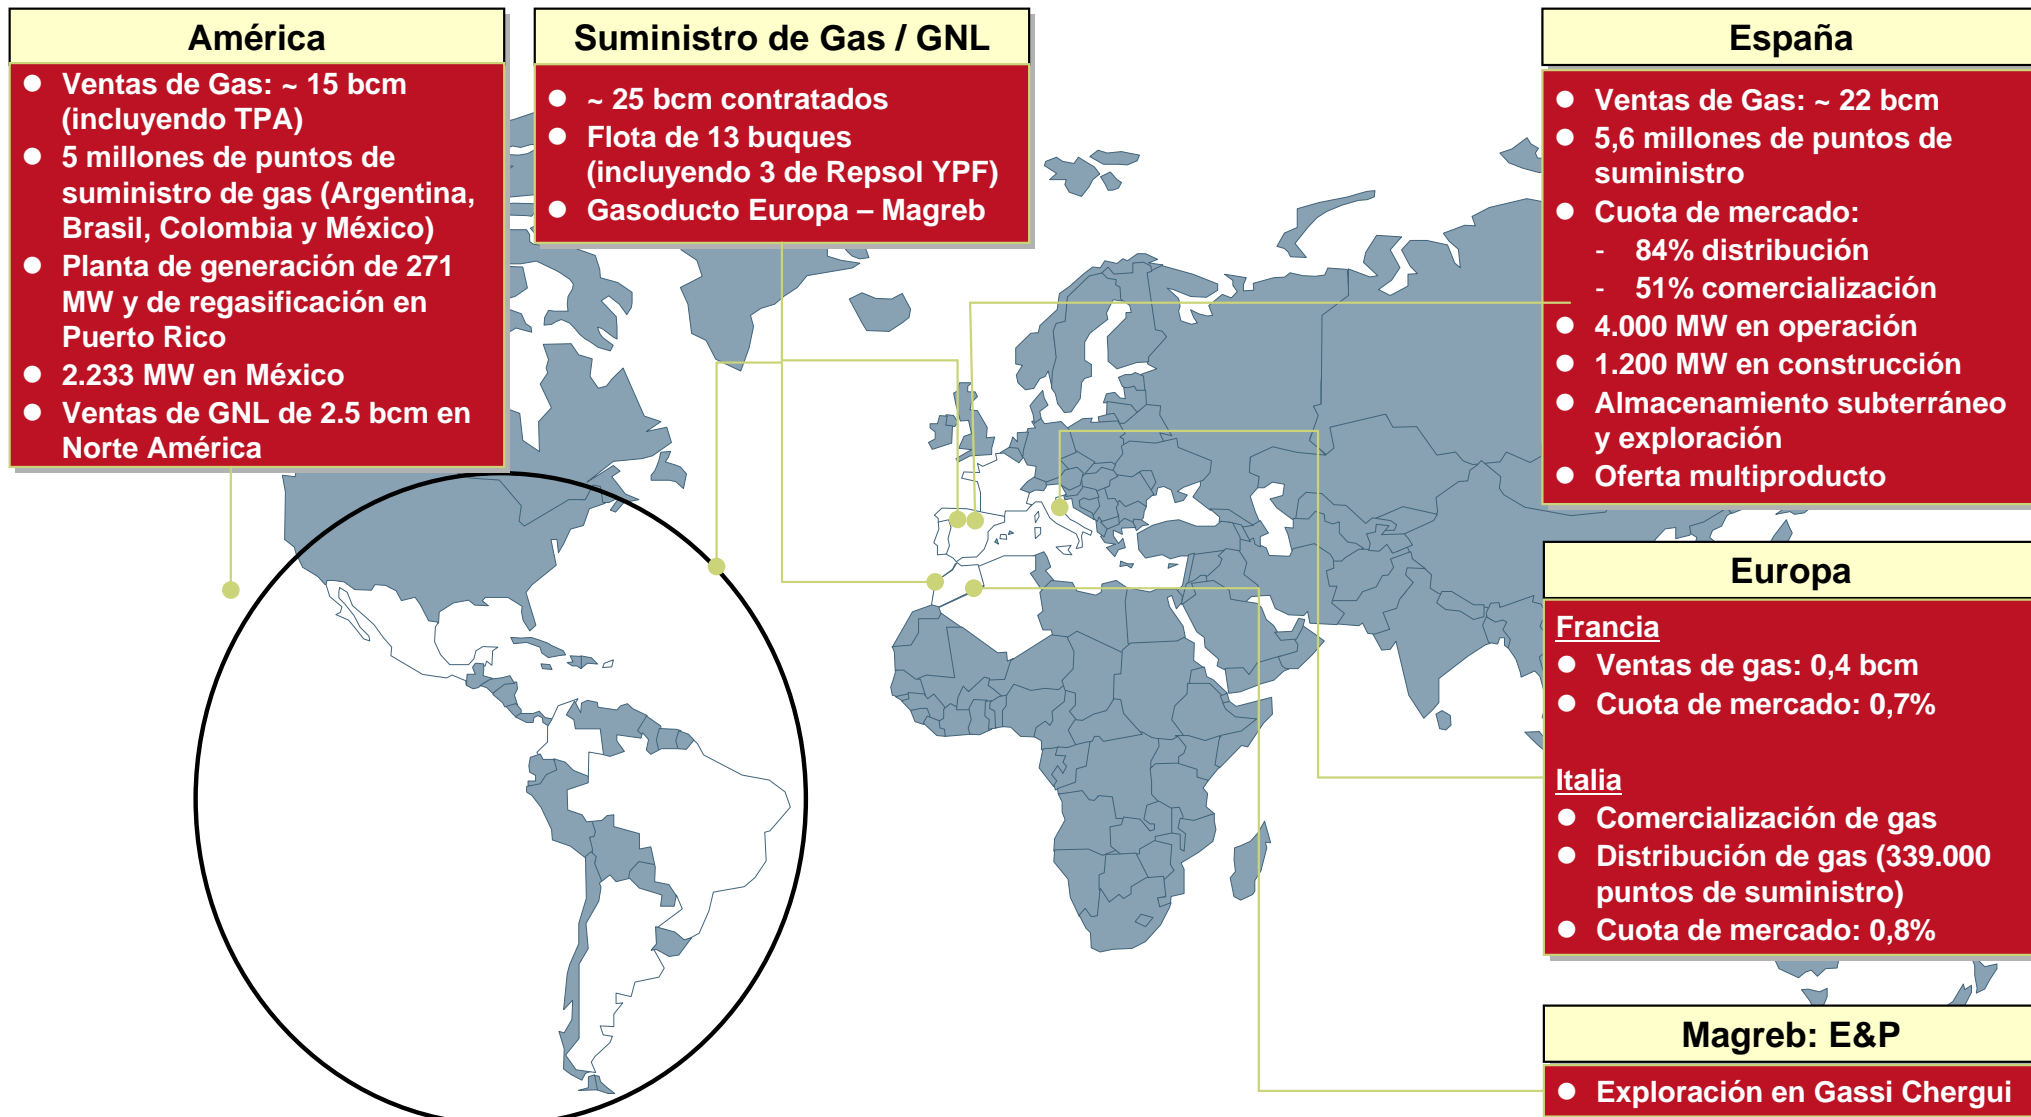 América
● Ventas de Gas: ~ 15 bcm
(incluyendo TPA)
● 5 millones de puntos de
suministro de gas (Argentina,
Brasil, Colombia y México)
● Planta de generación de 271
MW y de regasificación en
Puerto Rico
● 2.233 MW en México
● Ventas de GNL de 2.5 bcm en
Norte América
Suministro de Gas / GNL
● ~ 25 bcm contratados
● Flota de 13 buques
(incluyendo 3 de Repsol YPF)
● Gasoducto Europa – Magreb
España
● Ventas de Gas: ~ 22 bcm
● 5,6 millones de puntos de
suministro
● Cuota de mercado:
- 84% distribución
- 51% comercialización
● 4.000 MW en operación
● 1.200 MW en construcción
● Almacenamiento subterráneo
y exploración
● Oferta multiproducto
Europa
Francia
● Ventas de gas: 0,4 bcm
● Cuota de mercado: 0,7%
Italia
● Comercialización de gas
● Distribución de gas (339.000
puntos de suministro)
● Cuota de mercado: 0,8%
Magreb: E&P
● Exploración en Gassi Chergui